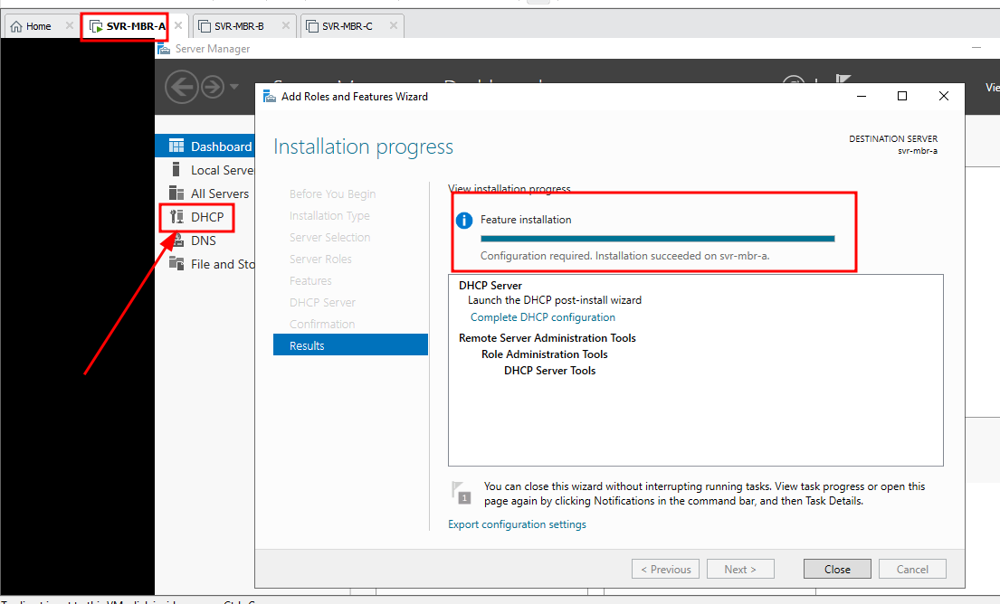 Home
SVR-MBR-A
SVR-MBR-B
SVR-MBR-C
Server Manager
Add Roles and Features Wizard
Installation progress
DESTINATION SERVER
svr-mbr-a
Dashboard
Local Serve
All Servers
DHCP
DNS
File and Sto
Before You Begin
Installation Type
Server Selection
Server Roles
Features
DHCP Server
Confirmation
Results
View installation progress
Feature installation
Configuration required. Installation succeeded on svr-mbr-a.
DHCP Server
Launch the DHCP post-install wizard
Complete DHCP configuration
Remote Server Administration Tools
Role Administration Tools
DHCP Server Tools
1
You can close this wizard without interrupting running tasks. View task progress or open this
page again by clicking Notifications in the command bar, and then Task Details.
Export configuration settings
< Previous
Next >
Close
Cancel